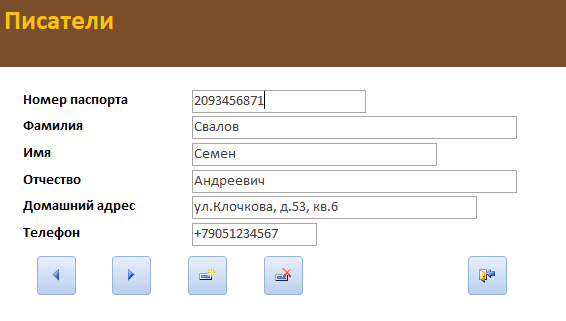 Писатели
Номер паспорта 2093456871
Фамилия Свалов
Имя Семен
Отчество Андреевич
Домашний адрес ул.Клочкова, д.53, кв.6
Телефон +79051234567